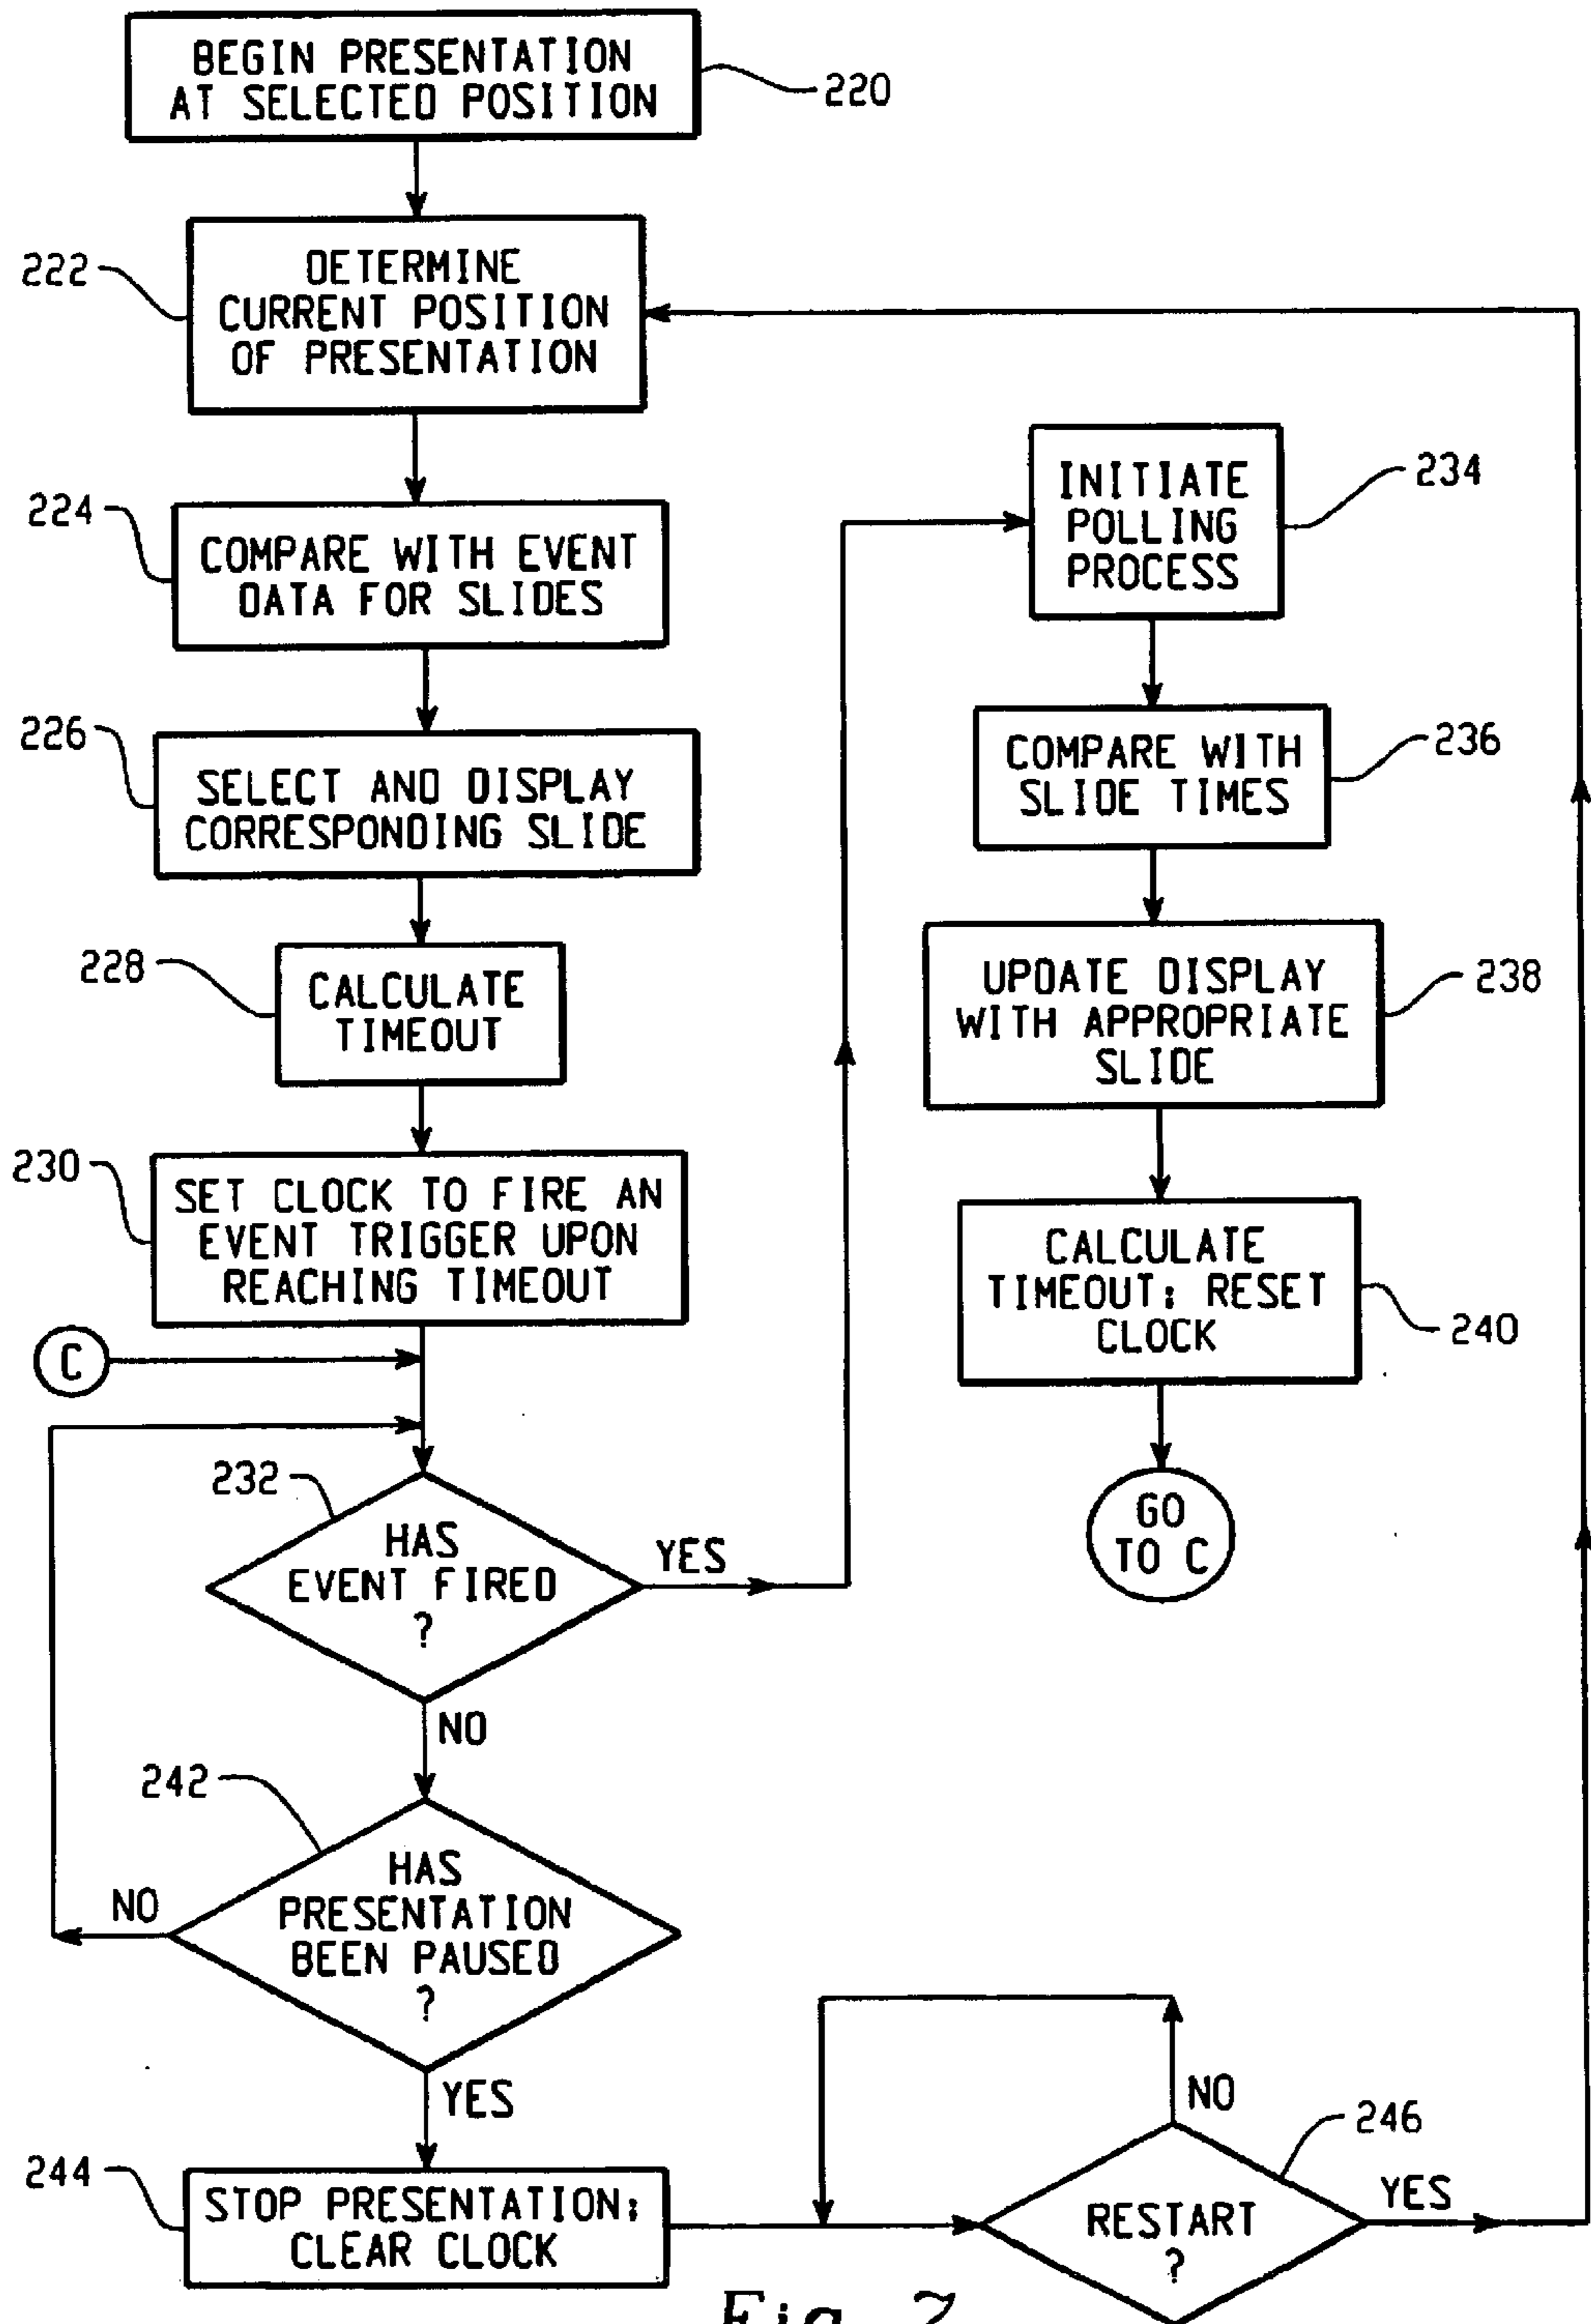 BEGIN PRESENTATION
AT SELECTED POSITION
220
222
DETERMINE
CURRENT POSITION
OF PRESENTATION
224
COMPARE WITH EVENT
DATA FOR SLIDES
226
SELECT AND DISPLAY
CORRESPONDING SLIDE
228
CALCULATE
TIMEOUT
230
SET CLOCK TO FIRE AN
EVENT TRIGGER UPON
REACHING TIMEOUT
C
232
HAS
EVENT FIRED
?
YES
NO
234
INITIATE
POLLING
PROCESS
236
COMPARE WITH
SLIDE TIMES
238
UPDATE DISPLAY
WITH APPROPRIATE
SLIDE
240
CALCULATE
TIMEOUT; RESET
CLOCK
GO
TO C
242
HAS
PRESENTATION
BEEN PAUSED
?
NO
YES
244
STOP PRESENTATION;
CLEAR CLOCK
246
RESTART
?
NO
YES
Fig. 7